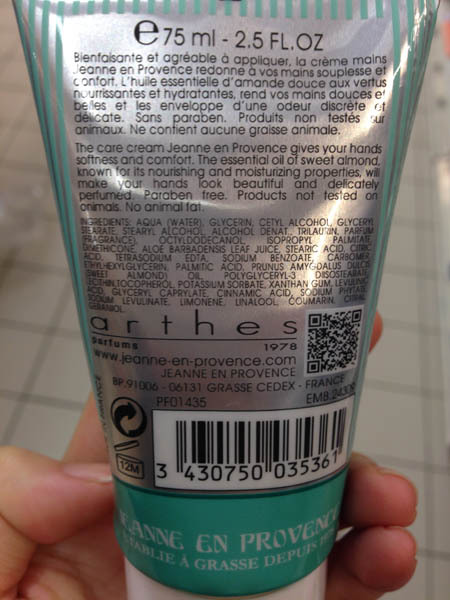 ℮ 75 ml - 2.5 FL.OZ
Bienfaisante et agréable à appliquer, la crème mains
Jeanne en Provence redonne à vos mains souplesse et
confort. L'huile essentielle d'amande douce aux vertus
nourrissantes et hydratantes, rend vos mains douces et
belles et les enveloppe d'une odeur discrète et
délicate. Sans paraben. Produits non testés sur
animaux. Ne contient aucune graisse animale.
The care cream Jeanne en Provence gives your hands
softness and comfort. The essential oil of sweet almond,
known for its nourishing and moisturizing properties, will
make your hands look beautiful and delicately
perfumed. Paraben free. Products not tested on
animals. No animal fat.
INGREDIENTS: AQUA (WATER), GLYCERIN, CETYL ALCOHOL, GLYCERYL
STEARATE, STEARYL ALCOHOL, ALCOHOL DENAT, TRILAURIN, PARFUM
(FRAGRANCE), OCTYLDODECANOL, ISOPROPYL PALMITATE,
DIMETHICONE, ALOE BARBADENSIS LEAF JUICE, STEARIC ACID, CITRIC
ACID, TETRASODIUM EDTA, SODIUM BENZOATE, CARBOMER,
ETHYLHEXYLGLYCERIN, PALMITIC ACID, PRUNUS AMYGDALUS DULCIS
(SWEET ALMOND) OIL, POLYGLYCERYL-3 DIISOSTEARATE,
LECITHIN, TOCOPHEROL, POTASSIUM SORBATE, XANTHAN GUM, LEVULINIC
ACID, GLYCERYL CAPRYLATE, CINNAMIC ACID, SODIUM PHYTATE,
SODIUM LEVULINATE, LIMONENE, LINALOOL, COUMARIN, CITRAL,
GERANIOL.
arthes
parfums 1978
www.jeanne-en-provence.com
JEANNE EN PROVENCE
BP.91006 - 06131 GRASSE CEDEX - FRANCE
PF01435 EMB.24309
12M
3 430750 035361
JEANNE EN PROVENCE
ÉTABLIE À GRASSE DEPUIS